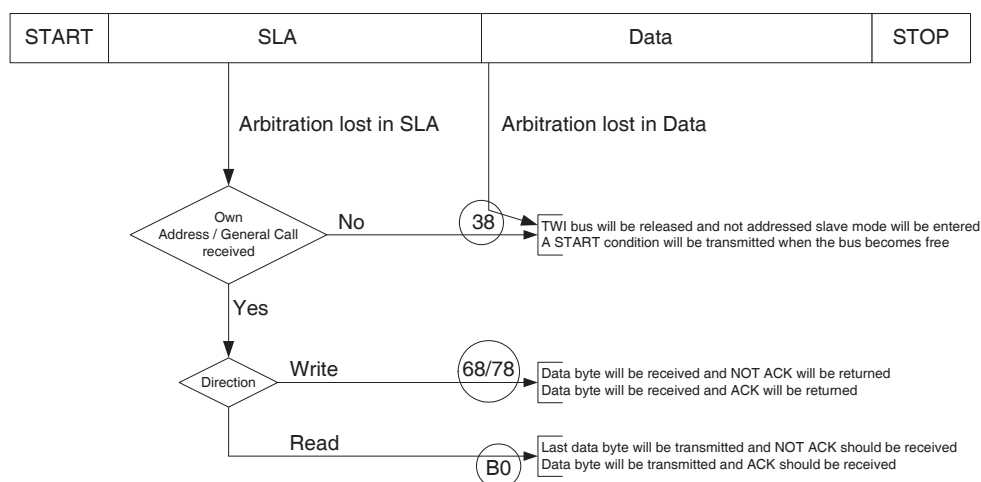 START SLA Data STOP
Arbitration lost in SLA Arbitration lost in Data
Own
Address / General Call
received
No
38
TWI bus will be released and not addressed slave mode will be entered
A START condition will be transmitted when the bus becomes free
Yes
Direction
Write
68/78
Data byte will be received and NOT ACK will be returned
Data byte will be received and ACK will be returned
Read
B0
Last data byte will be transmitted and NOT ACK should be received
Data byte will be transmitted and ACK should be received